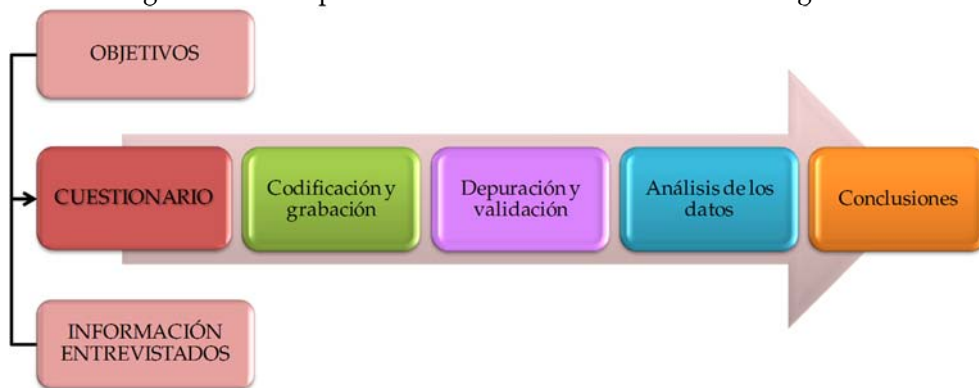 OBJETIVOS
CUESTIONARIO
Codificación y
grabación
Depuración y
validación
Análisis de los
datos
Conclusiones
INFORMACIÓN
ENTREVISTADOS